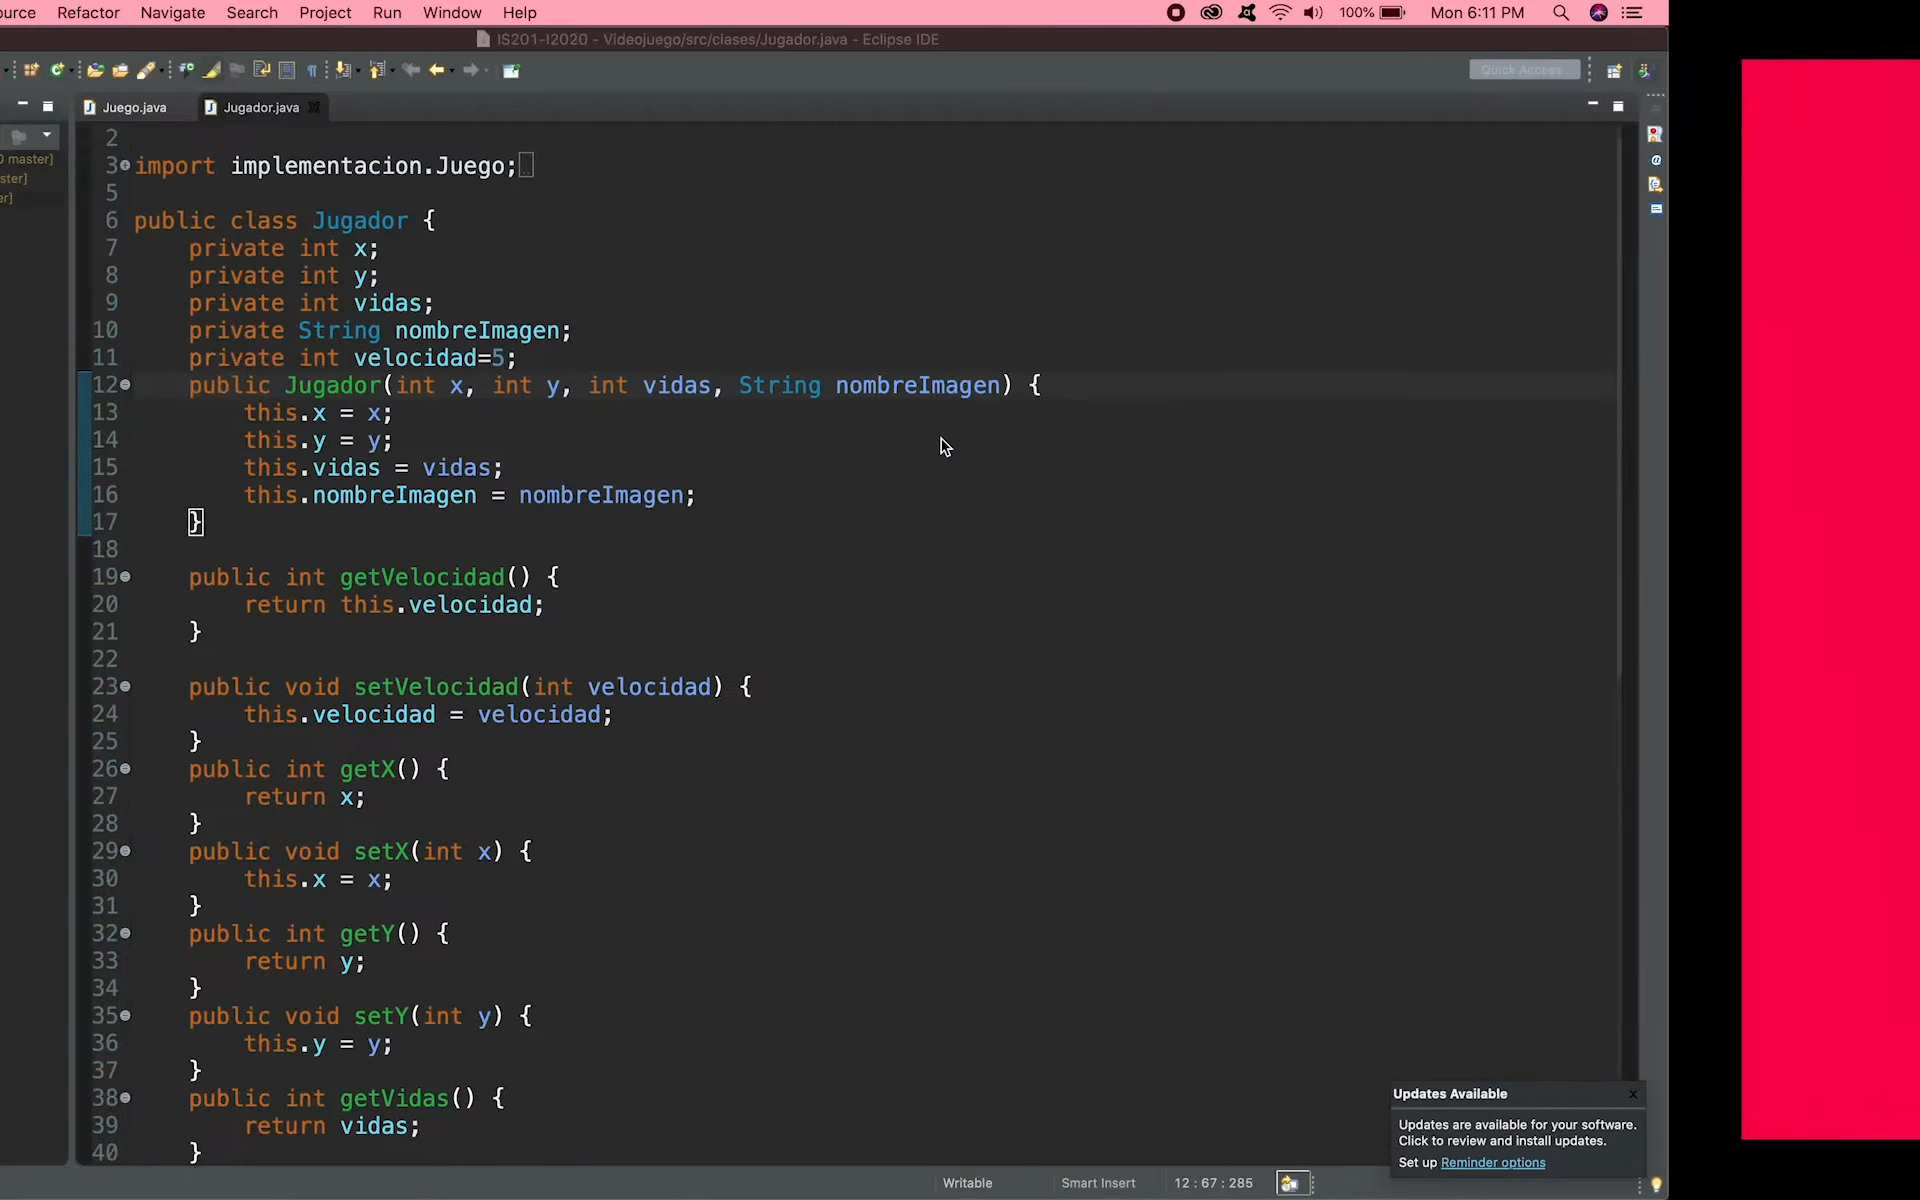 ource Refactor Navigate Search Project Run Window Help 100% Mon 6:11 PM
IS201-I2020 - Videojuego/src/clases/Jugador.java - Eclipse IDE
Quick Access
Juego.java Jugador.java
0 master]
ster]
er]
2
3 import implementacion.Juego;
5
6 public class Jugador {
7 private int x;
8 private int y;
9 private int vidas;
10 private String nombreImagen;
11 private int velocidad=5;
12 public Jugador(int x, int y, int vidas, String nombreImagen) {
13 this.x = x;
14 this.y = y;
15 this.vidas = vidas;
16 this.nombreImagen = nombreImagen;
17 }
18
19 public int getVelocidad() {
20 return this.velocidad;
21 }
22
23 public void setVelocidad(int velocidad) {
24 this.velocidad = velocidad;
25 }
26 public int getX() {
27 return x;
28 }
29 public void setX(int x) {
30 this.x = x;
31 }
32 public int getY() {
33 return y;
34 }
35 public void setY(int y) {
36 this.y = y;
37 }
38 public int getVidas() {
39 return vidas;
40 }
Updates Available
Updates are available for your software.
Click to review and install updates.
Set up Reminder options
Writable Smart Insert 12 : 67 : 285